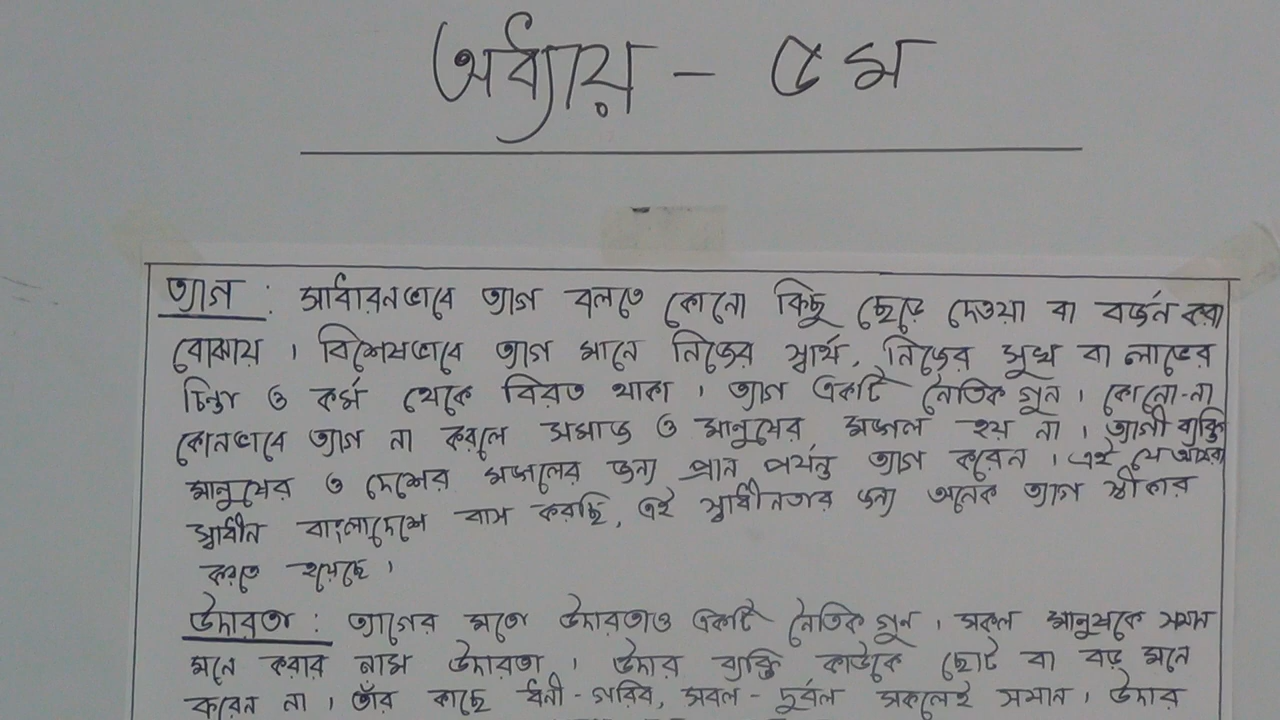 অধ্যায় - ৫ম
ত্যাগ : সাধারনভাবে ত্যাগ বলতে কোনো কিছু ছেড়ে দেওয়া বা বর্জন করা
বোঝায় । বিশেষভাবে ত্যাগ মানে নিজের স্বার্থ, নিজের সুখ বা লাভের
চিন্তা ও কর্ম থেকে বিরত থাকা । ত্যাগ একটি নৈতিক গুন । কোনো-না
কোনভাবে ত্যাগ না করলে সমাজ ও মানুষের মঙ্গল হয় না । ত্যাগী ব্যক্তি
মানুষের ও দেশের মঙ্গলের জন্য প্রান পর্যন্ত ত্যাগ করেন । এই যে আমরা
স্বাধীন বাংলাদেশে বাস করছি, এই স্বাধীনতার জন্য অনেক ত্যাগ স্বীকার
করতে হয়েছে ।
উদারতা : ত্যাগের মতো উদারতাও একটি নৈতিক গুন । সকল মানুষকে সমান
মনে করার নাম উদারতা । উদার ব্যক্তি কাউকে ছোট বা বড় মনে
করেন না । তাঁর কাছে ধনী - গরিব, সবল - দুর্বল সকলেই সমান । উদার